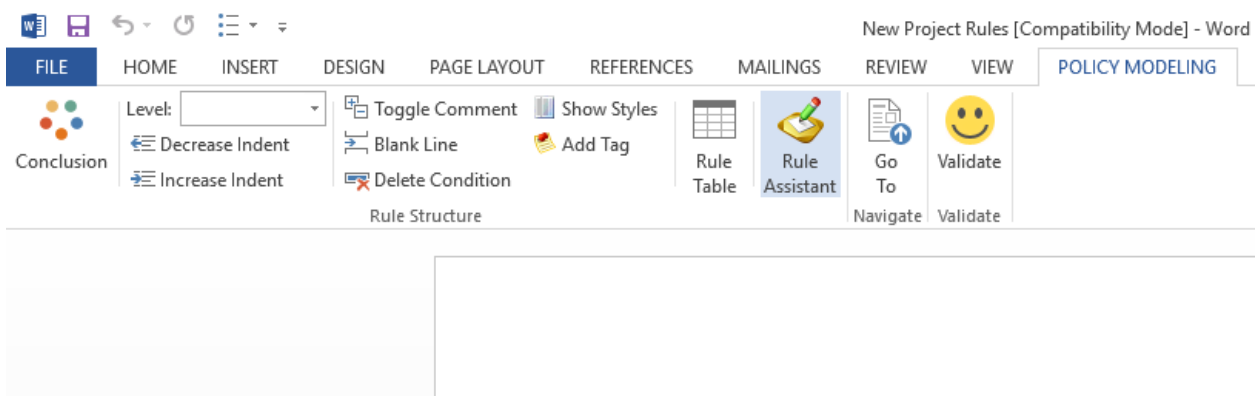 New Project Rules [Compatibility Mode] - Word
FILE HOME INSERT DESIGN PAGE LAYOUT REFERENCES MAILINGS REVIEW VIEW POLICY MODELING
Conclusion
Level:
Decrease Indent
Increase Indent
Toggle Comment
Blank Line
Delete Condition
Show Styles
Add Tag
Rule Structure
Rule
Table
Rule
Assistant
Go
To
Navigate
Validate
Validate